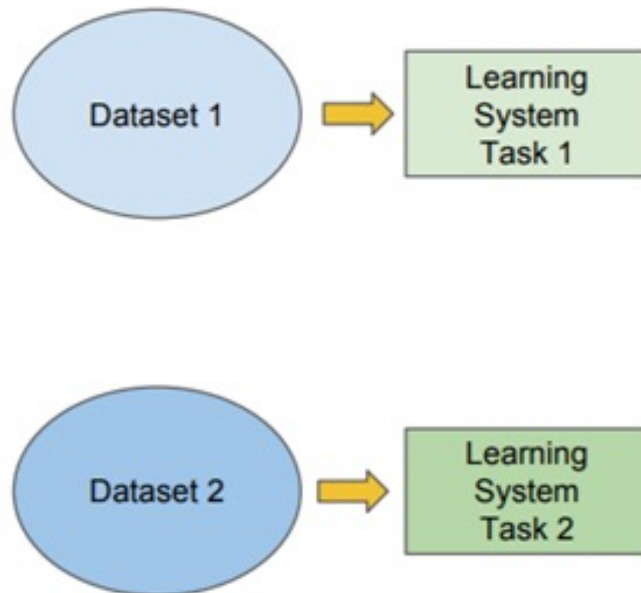 Dataset 1
Learning
System
Task 1
Dataset 2
Learning
System
Task 2